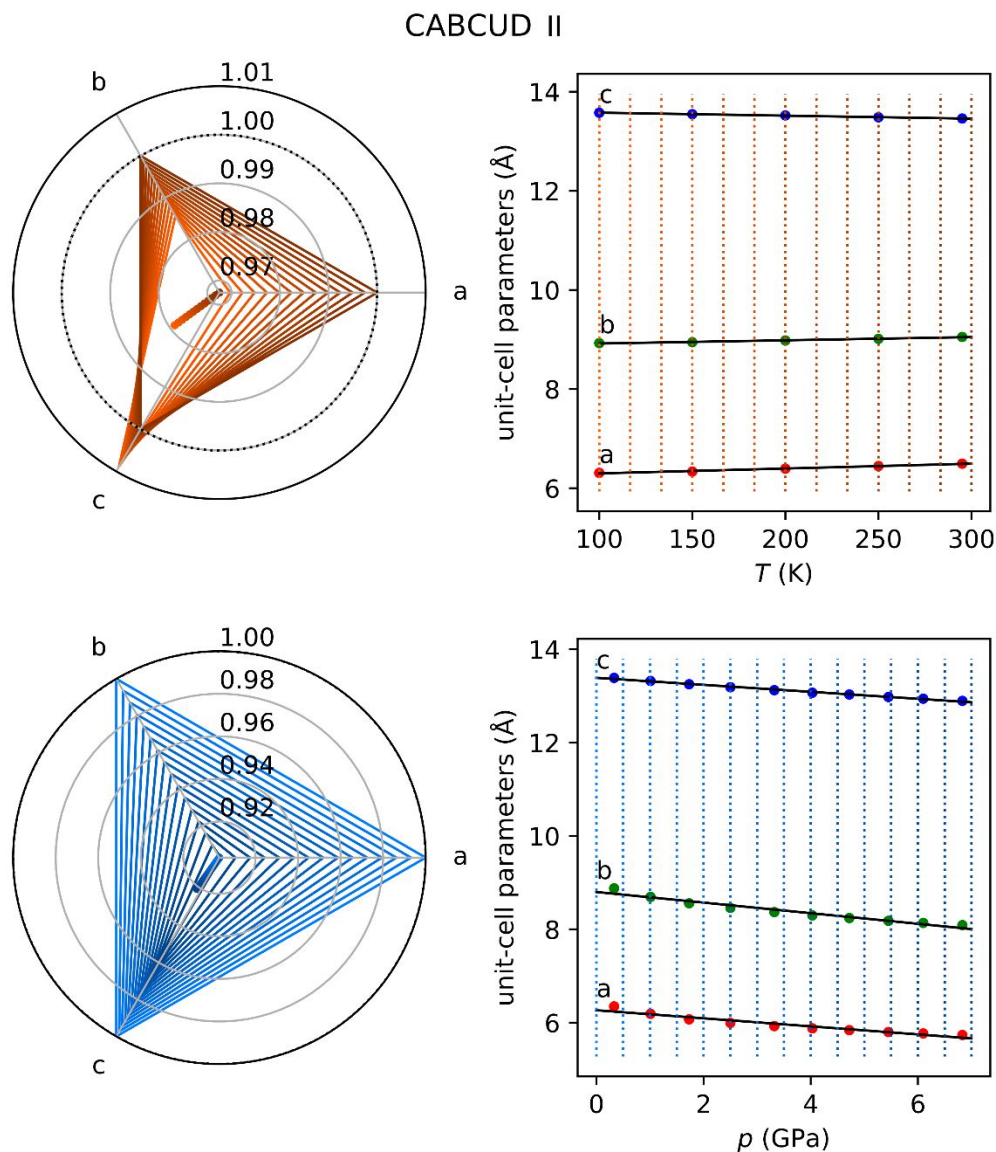 CABCUD II
b
1.01
1.00
0.99
0.98
0.97
a
c
unit-cell parameters (Å)
14
12
10
8
6
c
b
a
100 150 200 250 300
T (K)
b
1.00
0.98
0.96
0.94
0.92
a
c
unit-cell parameters (Å)
14
12
10
8
6
c
b
a
0 2 4 6
p (GPa)